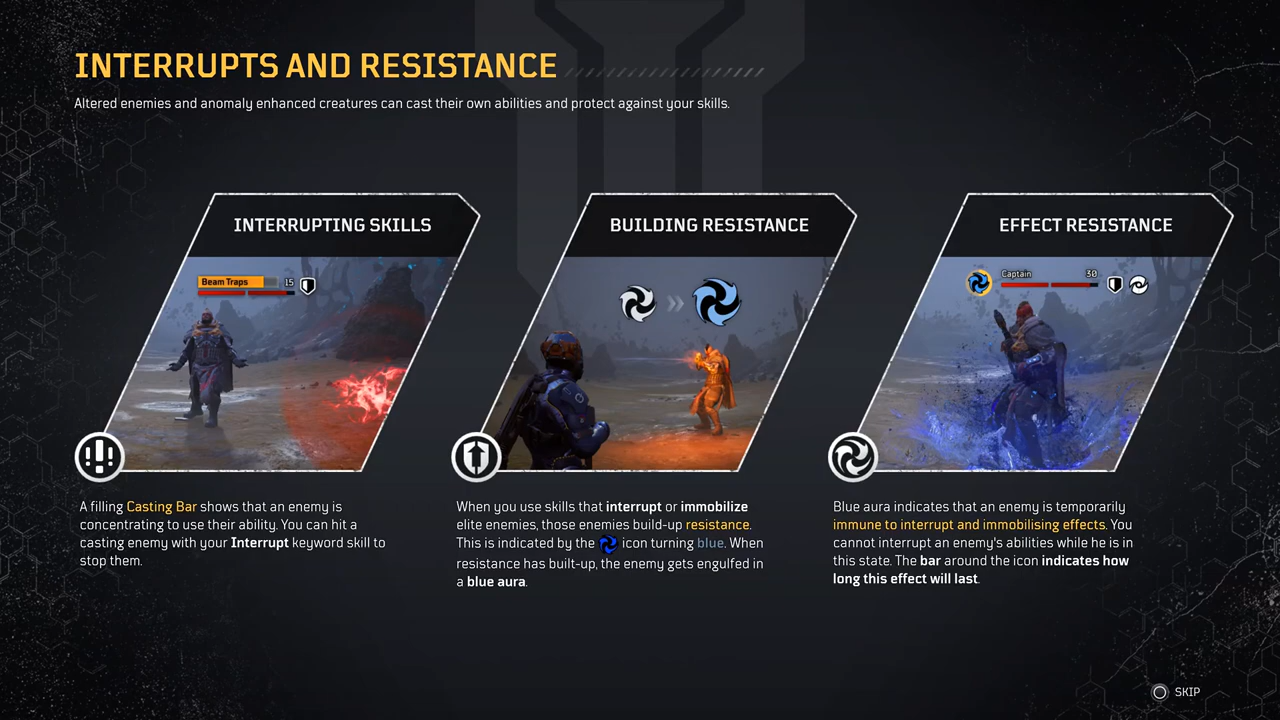 INTERRUPTS AND RESISTANCE
Altered enemies and anomaly enhanced creatures can cast their own abilities and protect against your skills.
INTERRUPTING SKILLS
Beam Traps 15
A filling Casting Bar shows that an enemy is
concentrating to use their ability. You can hit a
casting enemy with your Interrupt keyword skill to
stop them.
BUILDING RESISTANCE
When you use skills that interrupt or immobilize
elite enemies, those enemies build-up resistance.
This is indicated by the icon turning blue. When
resistance has built-up, the enemy gets engulfed in
a blue aura.
EFFECT RESISTANCE
Captain 30
Blue aura indicates that an enemy is temporarily
immune to interrupt and immobilising effects. You
cannot interrupt an enemy's abilities while he is in
this state. The bar around the icon indicates how
long this effect will last.
SKIP